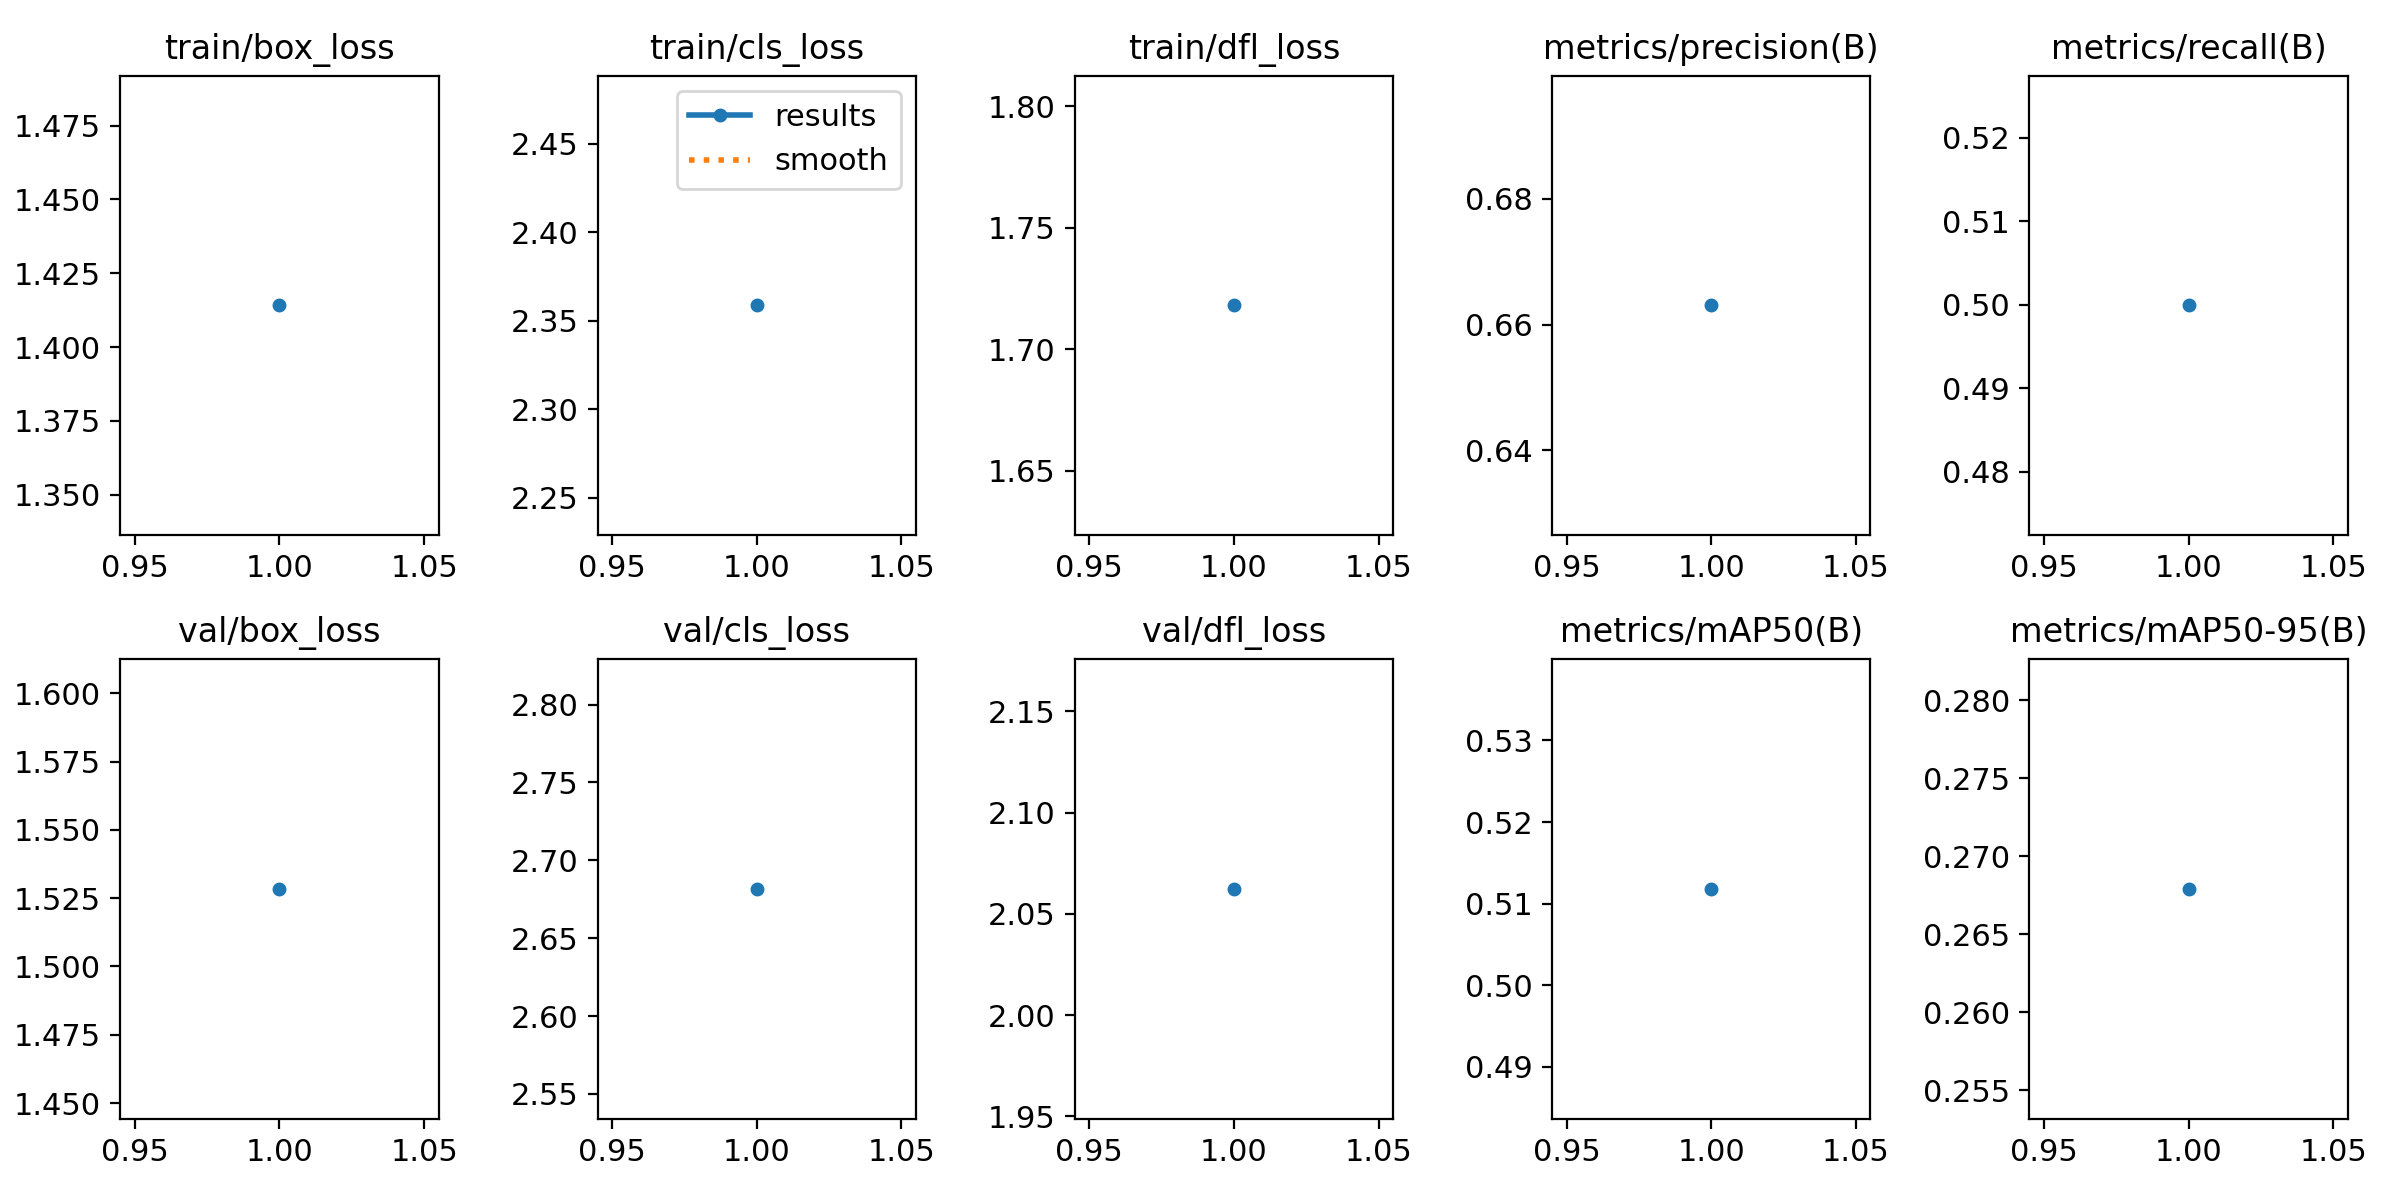 train/box_loss
1.475
1.450
1.425
1.400
1.375
1.350
0.95 1.00 1.05
train/cls_loss
results
smooth
2.45
2.40
2.35
2.30
2.25
0.95 1.00 1.05
train/dfl_loss
1.80
1.75
1.70
1.65
0.95 1.00 1.05
metrics/precision(B)
0.68
0.66
0.64
0.95 1.00 1.05
metrics/recall(B)
0.52
0.51
0.50
0.49
0.48
0.95 1.00 1.05
val/box_loss
1.600
1.575
1.550
1.525
1.500
1.475
1.450
0.95 1.00 1.05
val/cls_loss
2.80
2.75
2.70
2.65
2.60
2.55
0.95 1.00 1.05
val/dfl_loss
2.15
2.10
2.05
2.00
1.95
0.95 1.00 1.05
metrics/mAP50(B)
0.53
0.52
0.51
0.50
0.49
0.95 1.00 1.05
metrics/mAP50-95(B)
0.280
0.275
0.270
0.265
0.260
0.255
0.95 1.00 1.05